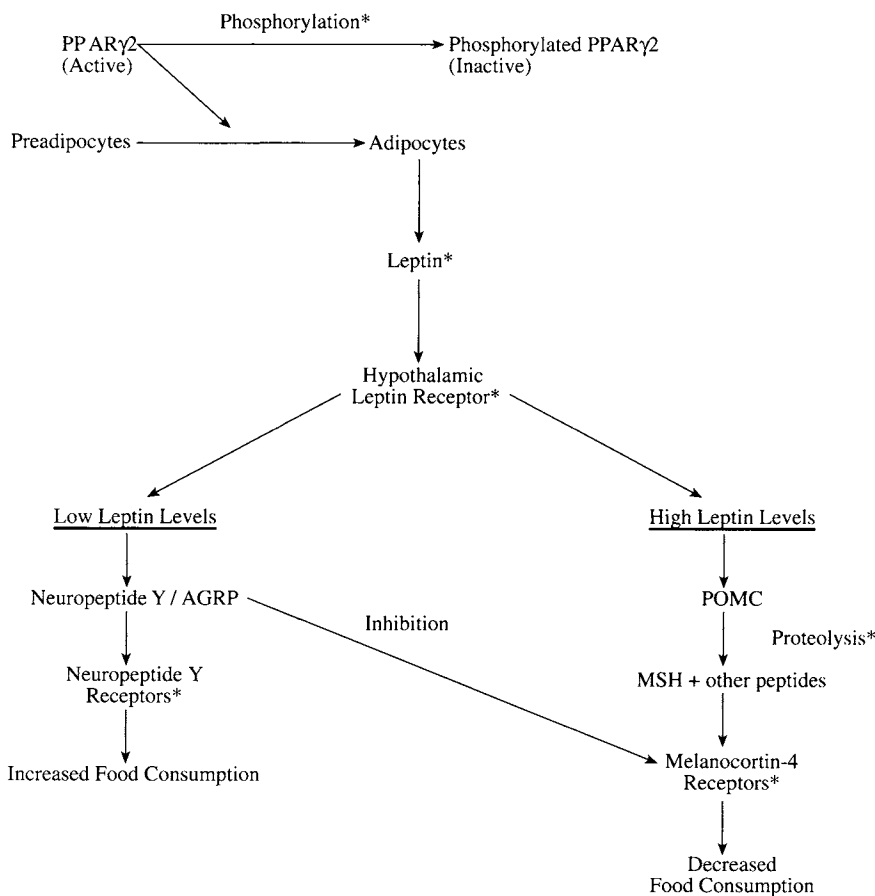 Phosphorylation*
PPARγ2
(Active)
Phosphorylated PPARγ2
(Inactive)
Preadipocytes
Adipocytes
Leptin*
Hypothalamic
Leptin Receptor*
Low Leptin Levels
High Leptin Levels
Neuropeptide Y / AGRP
Inhibition
POMC
Proteolysis*
Neuropeptide Y
Receptors*
MSH + other peptides
Increased Food Consumption
Melanocortin-4
Receptors*
Decreased
Food Consumption